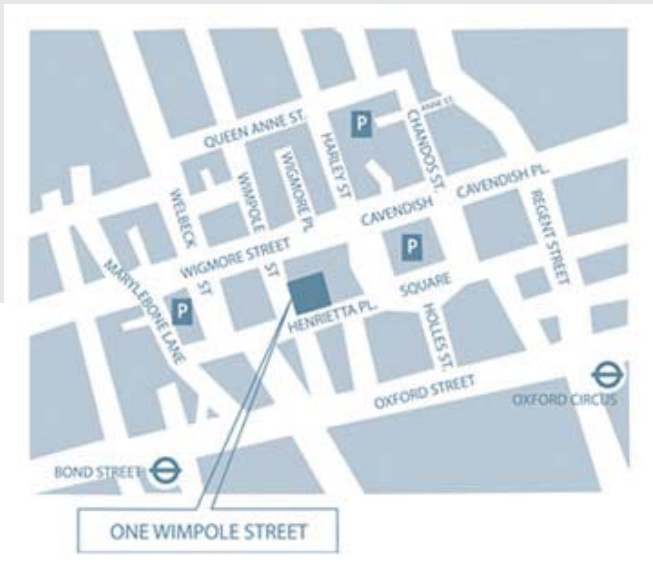 QUEEN ANNE ST.
P
ANNE ST.
CHANDOS ST.
HARLEY ST
WIGMORE PL
WIMPOLE ST
WELBECK ST
CAVENDISH SQUARE
CAVENDISH PL.
REGENT STREET
P
WIGMORE STREET
MARYLEBONE LANE
P
HENRIETTA PL.
HOLLES ST.
OXFORD STREET
OXFORD CIRCUS
BOND STREET
ONE WIMPOLE STREET